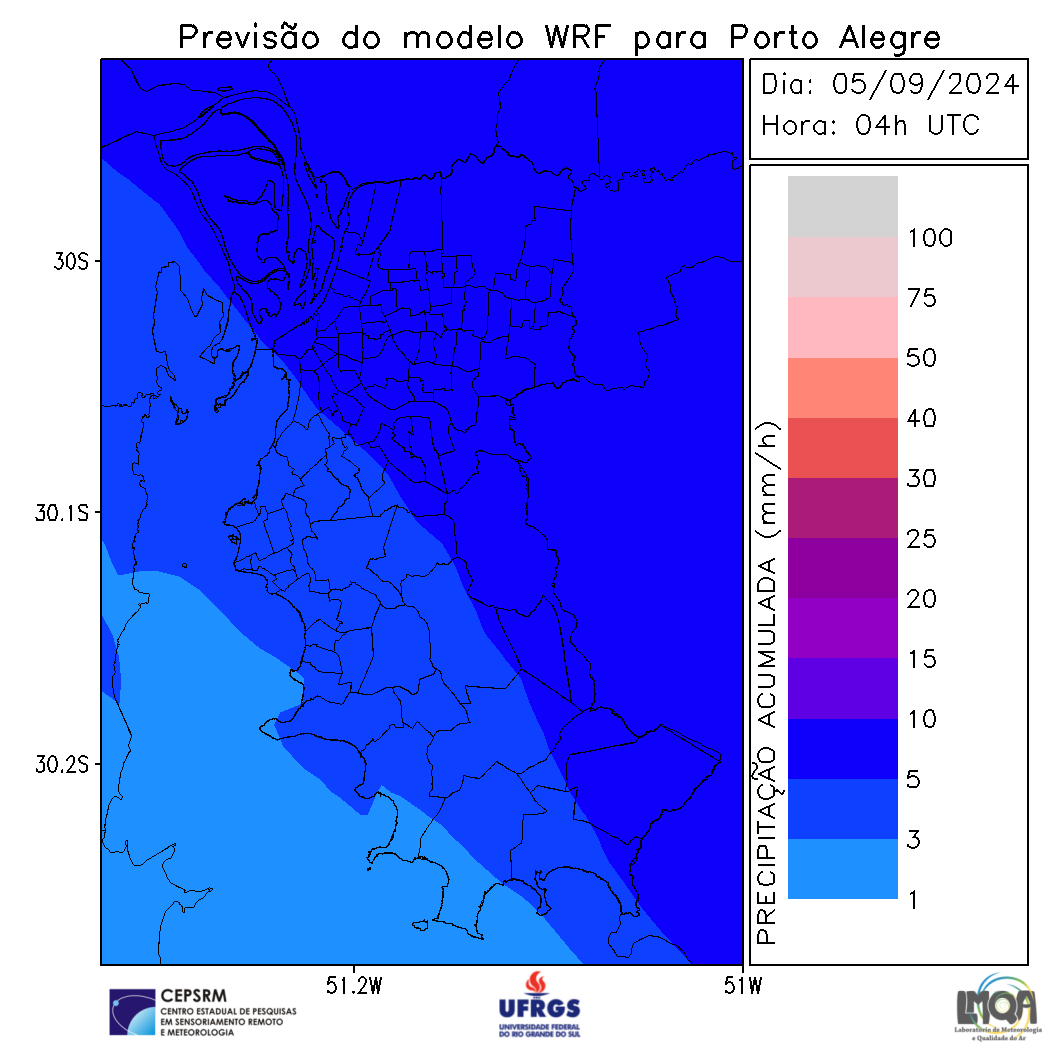 Previsão do modelo WRF para Porto Alegre
Dia: 05/09/2024
Hora: 04h UTC
100
75
50
40
30
25
20
15
10
5
3
1
PRECIPITAÇÃO ACUMULADA (mm/h)
30S
30.1S
30.2S
51.2W
51W
CEPSRM
CENTRO ESTADUAL DE PESQUISAS
EM SENSORIAMENTO REMOTO
E METEOROLOGIA
UFRGS
UNIVERSIDADE FEDERAL
DO RIO GRANDE DO SUL
LMQA
Laboratório de Meteorologia
e Qualidade do Ar